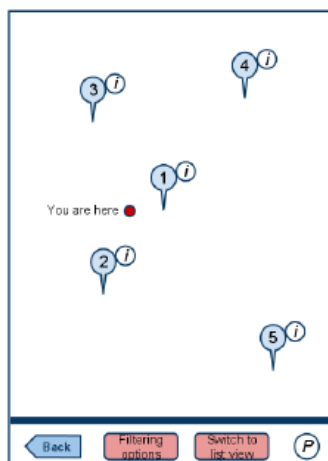 4 i
3 i
1 i
You are here
2 i
5 i
Back
Filtering
options
Switch to
list view
P